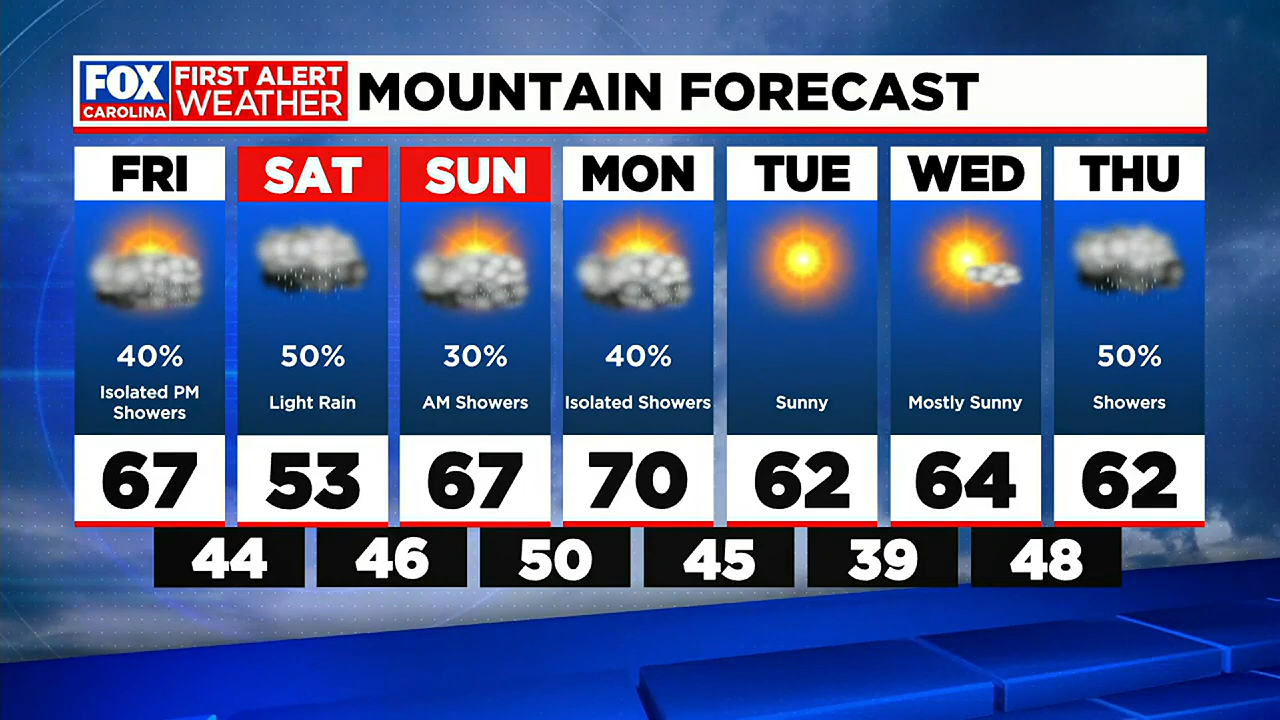 FOX
CAROLINA
FIRST ALERT
WEATHER
MOUNTAIN FORECAST
FRI SAT SUN MON TUE WED THU
40% 50% 30% 40% 50%
Isolated PM
Showers
Light Rain AM Showers Isolated Showers Sunny Mostly Sunny Showers
67 53 67 70 62 64 62
44 46 50 45 39 48